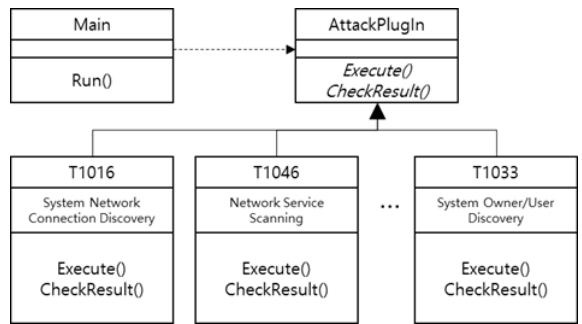 Main
Run()
AttackPlugIn
Execute()
CheckResult()
T1016
System Network
Connection Discovery
Execute()
CheckResult()
T1046
Network Service
Scanning
Execute()
CheckResult()
...
T1033
System Owner/User
Discovery
Execute()
CheckResult()